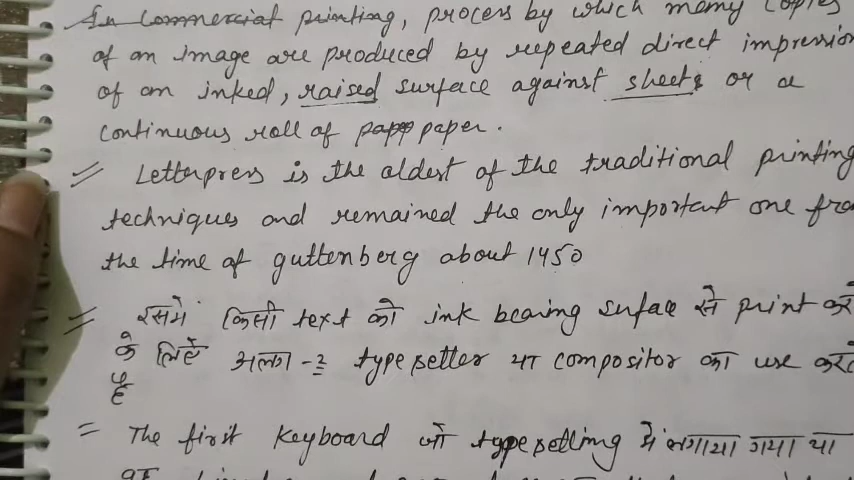 In Commercial printing, process by which many copies
of an image are produced by repeated direct impression
of an inked, raised surface against sheets or a
continuous roll of papp paper.
Letterpress is the oldest of the traditional printing
techniques and remained the only important one fro
the time of guttenberg about 1450
इसमे किसी text को ink bearing surface से print करने
के लिये अलग-2 typesetter या compositor का use करते
है
= The first keyboard जो typesetting में लगाया गया था
वह